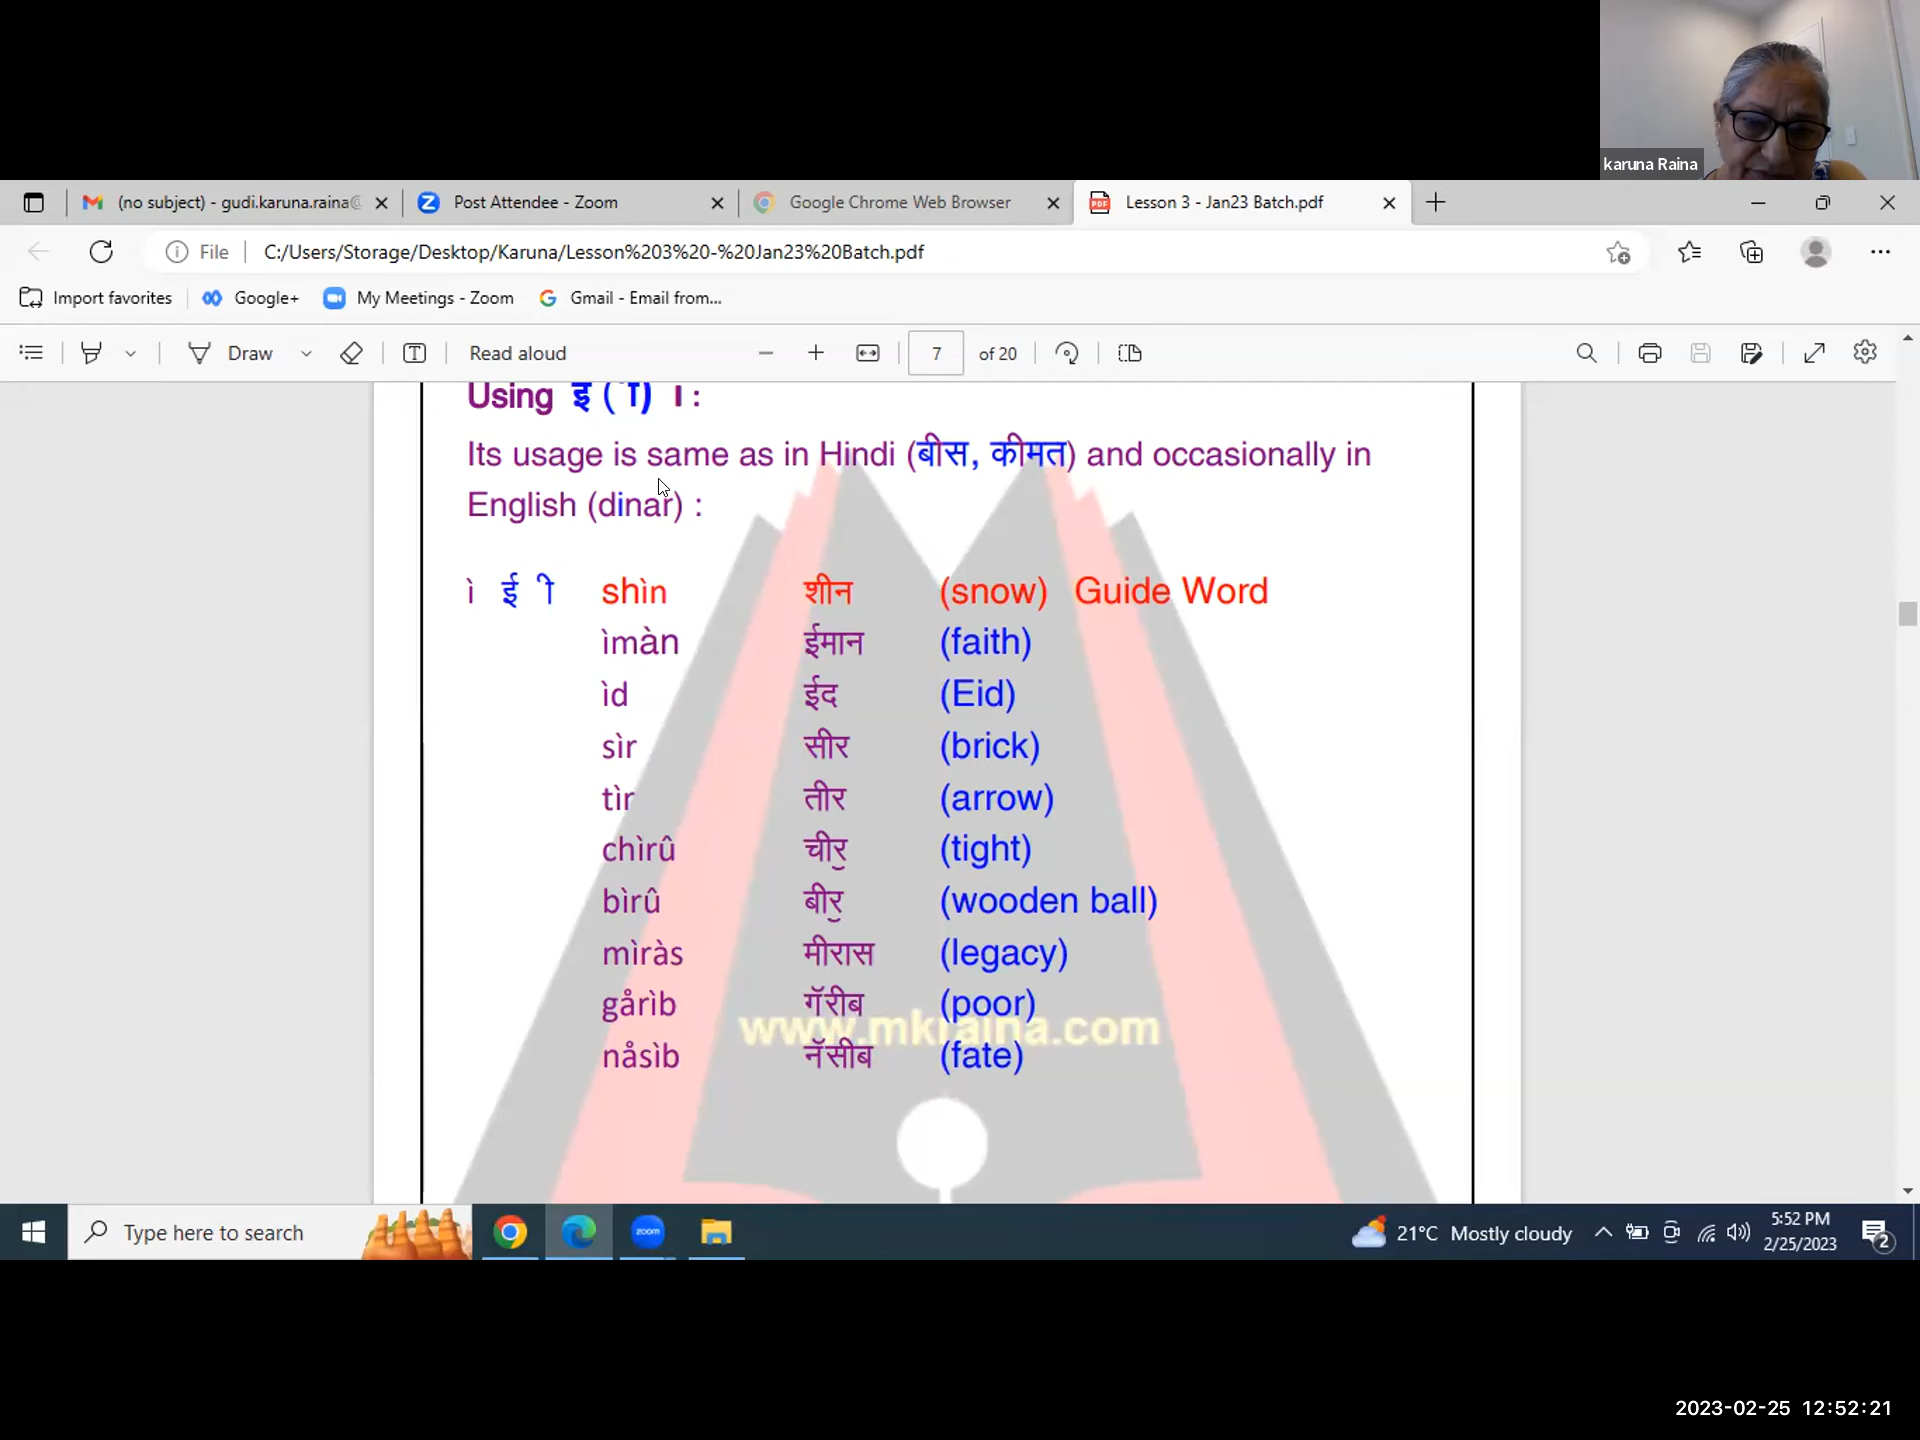 karuna Raina
(no subject) - gudi.karuna.raina@
Post Attendee - Zoom
Google Chrome Web Browser
Lesson 3 - Jan23 Batch.pdf
File C:/Users/Storage/Desktop/Karuna/Lesson%203%20-%20Jan23%20Batch.pdf
Import favorites Google+ My Meetings - Zoom Gmail - Email from...
Draw Read aloud 7 of 20
Using ई ( ी) ।:
Its usage is same as in Hindi (बीस, कीमत) and occasionally in
English (dinar) :
ì ई ी shìn शीन (snow) Guide Word
ìmàn ईमान (faith)
ìd ईद (Eid)
sìr सीर (brick)
tìr तीर (arrow)
chìrû चीर॒ (tight)
bìrû बीर॒ (wooden ball)
mìràs मीरास (legacy)
gårìb गॅरीब (poor)
www.mkraina.com
nåsìb नॅसीब (fate)
Type here to search
zoom
21°C Mostly cloudy
5:52 PM
2/25/2023
2
2023-02-25 12:52:21